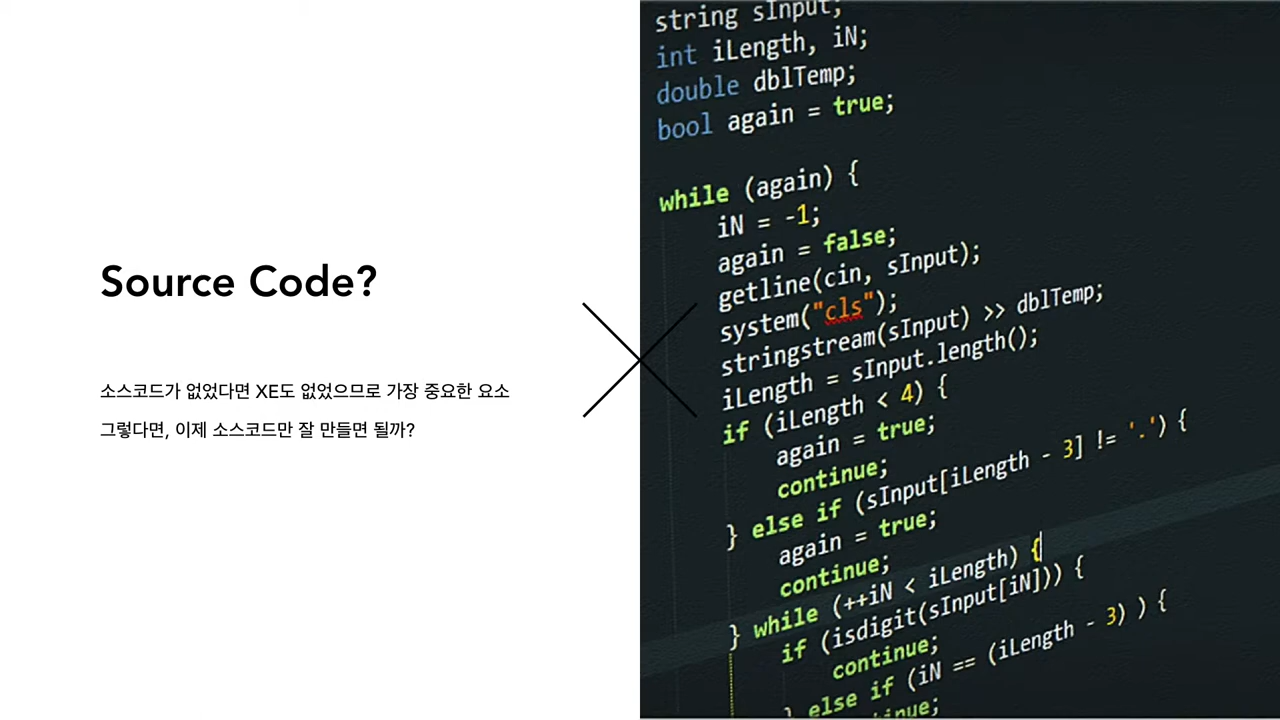 Source Code?
소스코드가 없었다면 XE도 없었으므로 가장 중요한 요소
그렇다면, 이제 소스코드만 잘 만들면 될까?
string sInput;
int iLength, iN;
double dblTemp;
bool again = true;
while (again) {
iN = -1;
again = false;
getline(cin, sInput);
system("cls");
stringstream(sInput) >> dblTemp;
iLength = sInput.length();
if (iLength < 4) {
again = true;
continue;
} else if (sInput[iLength - 3] != '.') {
again = true;
continue;
} while (++iN < iLength) {
if (isdigit(sInput[iN])) {
continue;
} else if (iN == (iLength - 3) ) {